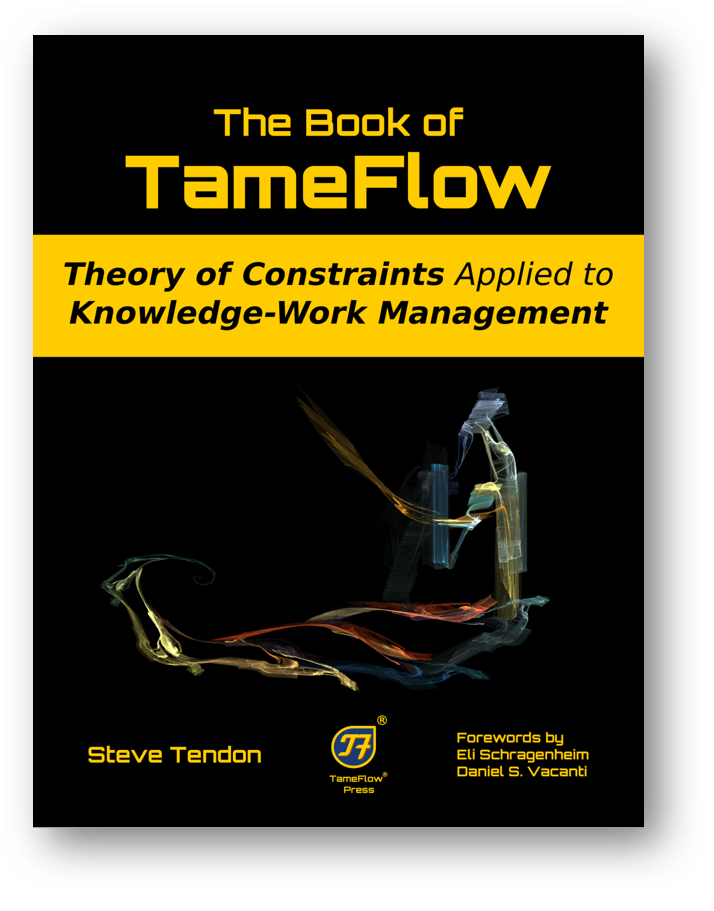 The Book of
TameFlow
Theory of Constraints Applied to
Knowledge-Work Management
Steve Tendon
TF®
TameFlow®
Press
Forewords by
Eli Schragenheim
Daniel S. Vacanti